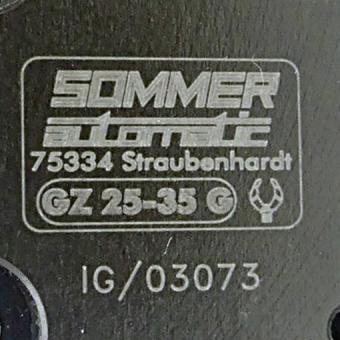 SOMMER
automatic
75334 Straubenhardt
GZ 25-35 G
IG/03073